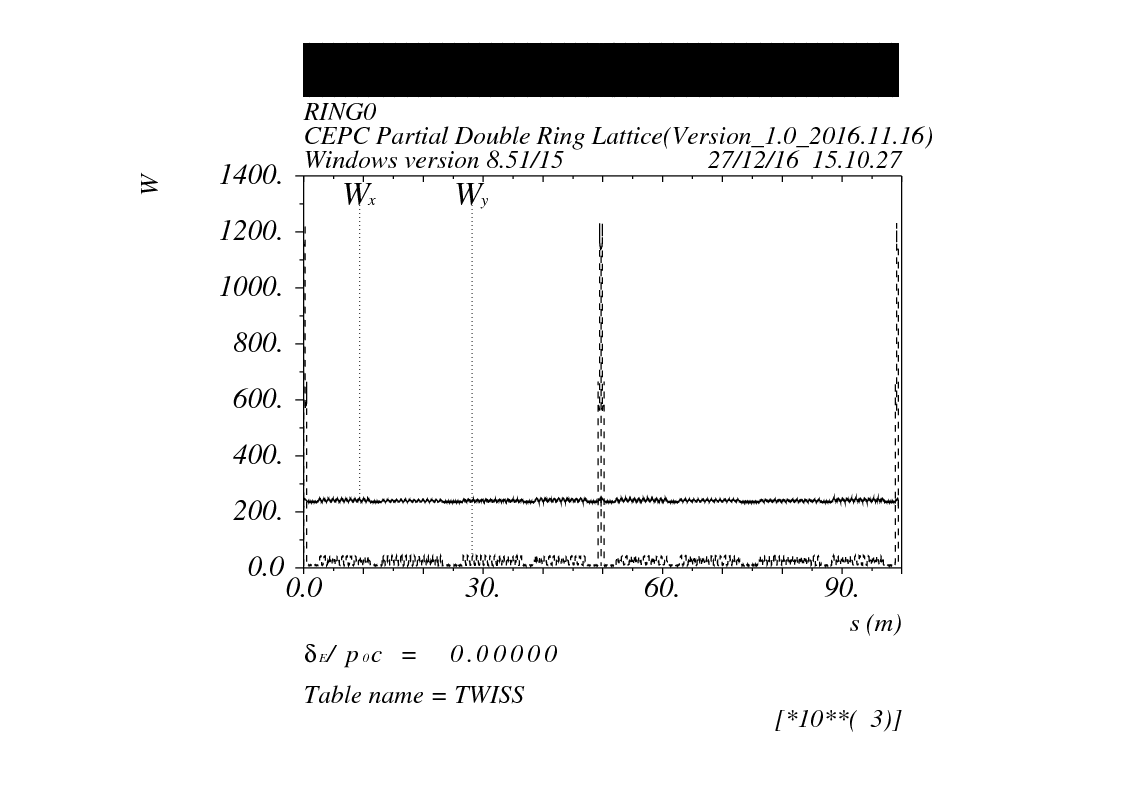 RING0
CEPC Partial Double Ring Lattice(Version_1.0_2016.11.16)
Windows version 8.51/15 27/12/16 15.10.27
W
1400.
Wx Wy
1200.
1000.
800.
600.
400.
200.
0.0
0.0 30. 60. 90.
s (m)
δE/ p0c = 0.00000
Table name = TWISS
[*10**( 3)]